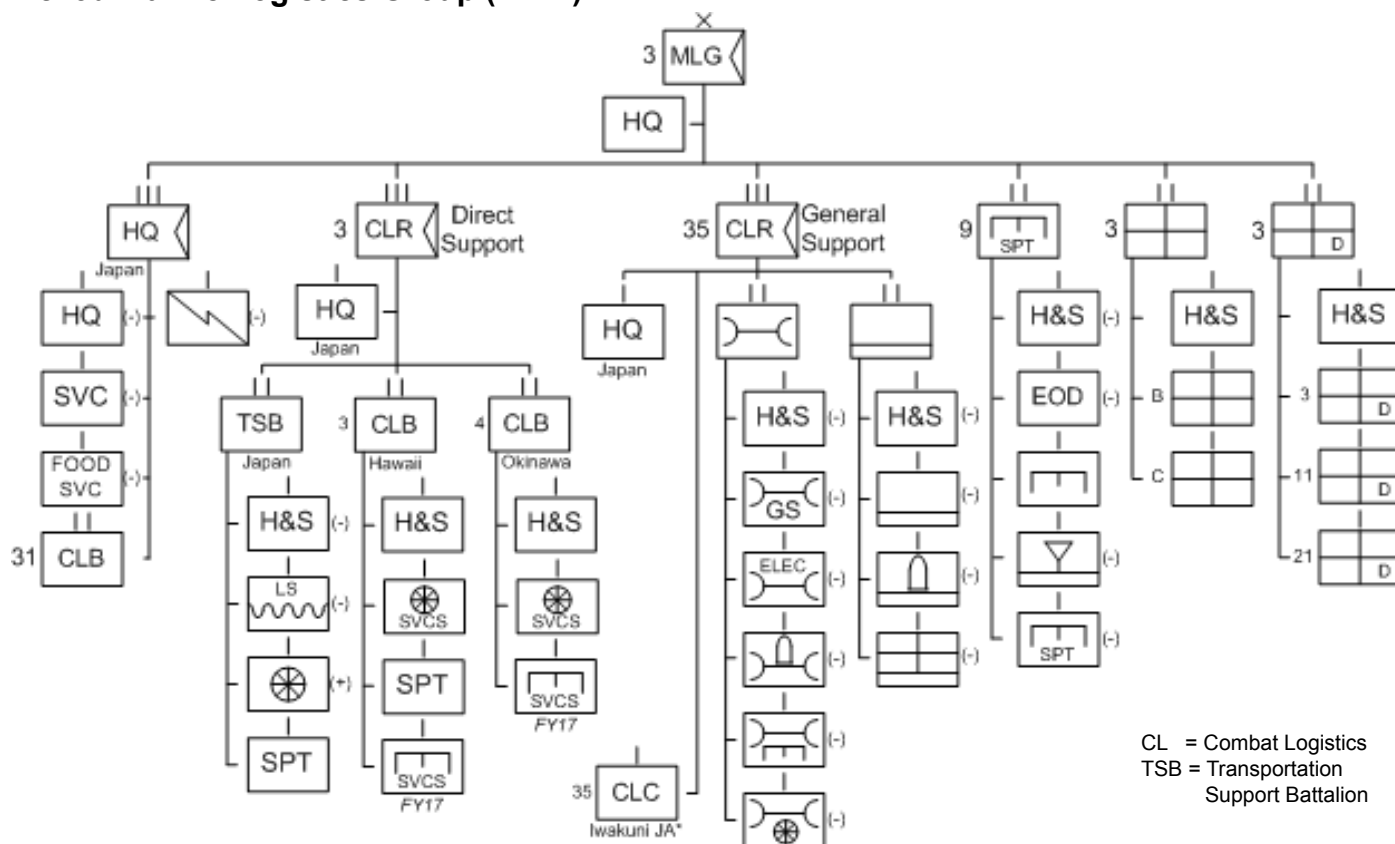 3 MLG
HQ
HQ
Japan
3 CLR
Direct
Support
35 CLR
General
Support
9 SPT
3
3 D
HQ (-)
(-)
SVC (-)
FOOD
SVC (-)
31 CLB
HQ
Japan
TSB
Japan
3 CLB
Hawaii
4 CLB
Okinawa
H&S (-)
LS (-)
(+)
SPT
H&S
SVCS
SPT
SVCS
FY17
H&S
SVCS
SVCS
FY17
HQ
Japan
35 CLC
Iwakuni JA*
H&S (-)
GS (-)
ELEC (-)
(-)
(-)
(-)
H&S (-)
(-)
(-)
(-)
H&S (-)
EOD (-)
(-)
SPT (-)
H&S
B
C
H&S
3 D
11 D
21 D
CL = Combat Logistics
TSB = Transportation
Support Battalion